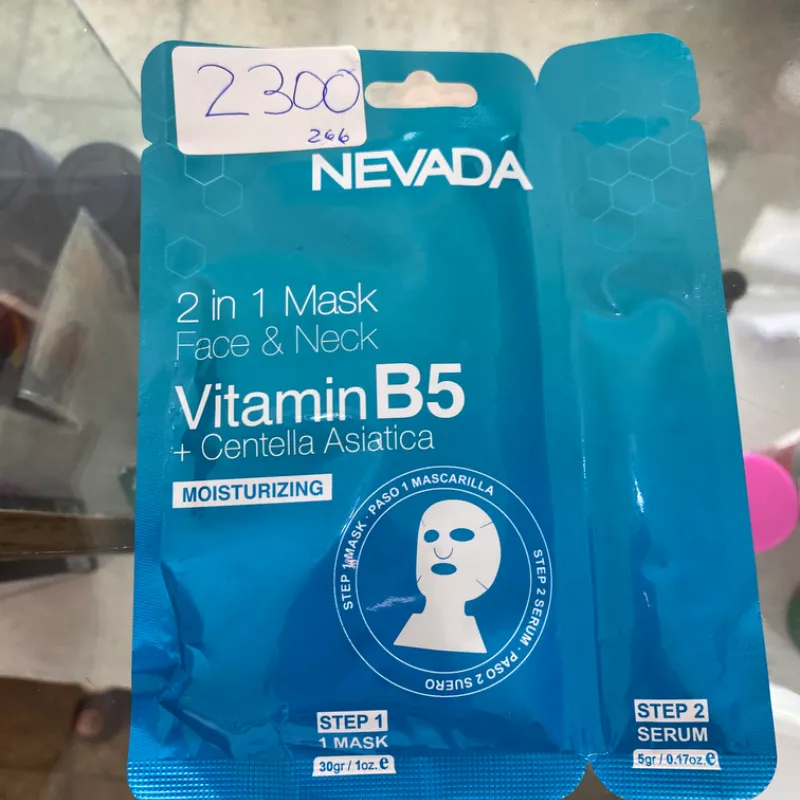 2300
266
NEVADA
2 in 1 Mask
Face & Neck
Vitamin B5
+ Centella Asiatica
MOISTURIZING
STEP 1 MASK · PASO 1 MASCARILLA
STEP 2 SERUM · PASO 2 SUERO
STEP 1
1 MASK
30gr / 1oz. e
STEP 2
SERUM
5gr / 0.17oz. e